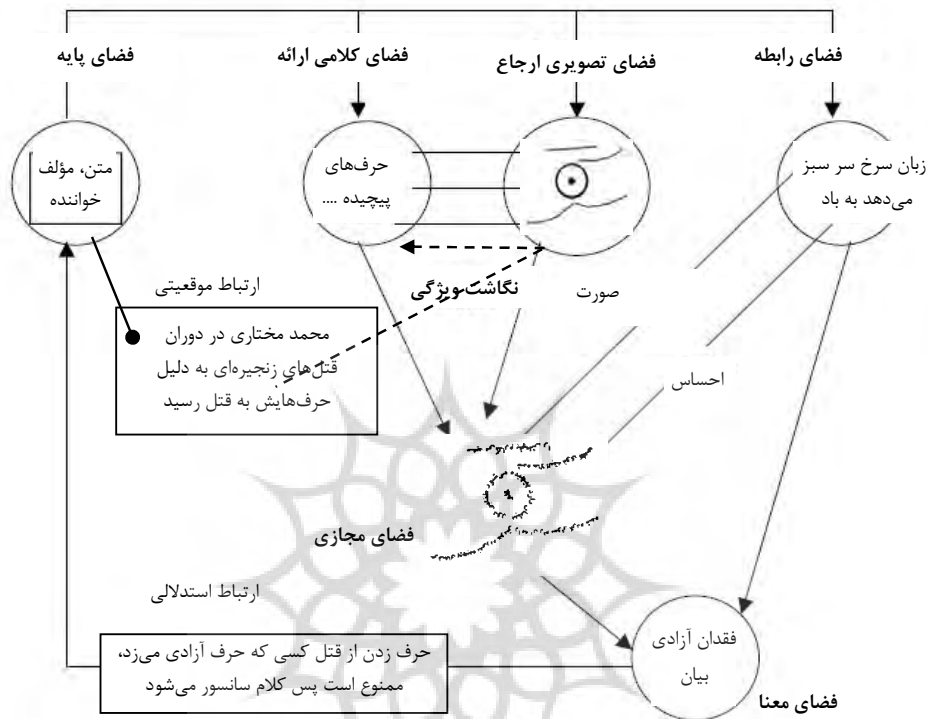 فضای پایه
فضای کلامی ارائه
فضای تصویری ارجاع
فضای رابطه
متن، مؤلف
خواننده
حرف‌های
پیچیده ....
زبان سرخ سر سبز
می‌دهد به باد
ارتباط موقعیتی
نگاشت ویژگی
صورت
محمد مختاری در دوران
قتل‌های زنجیره‌ای به دلیل
حرف‌هایش به قتل رسید
احساس
فضای مجازی
ارتباط استدلالی
حرف زدن از قتل کسی که حرف آزادی می‌زد،
ممنوع است پس کلام سانسور می‌شود
فقدان آزادی
بیان
فضای معنا